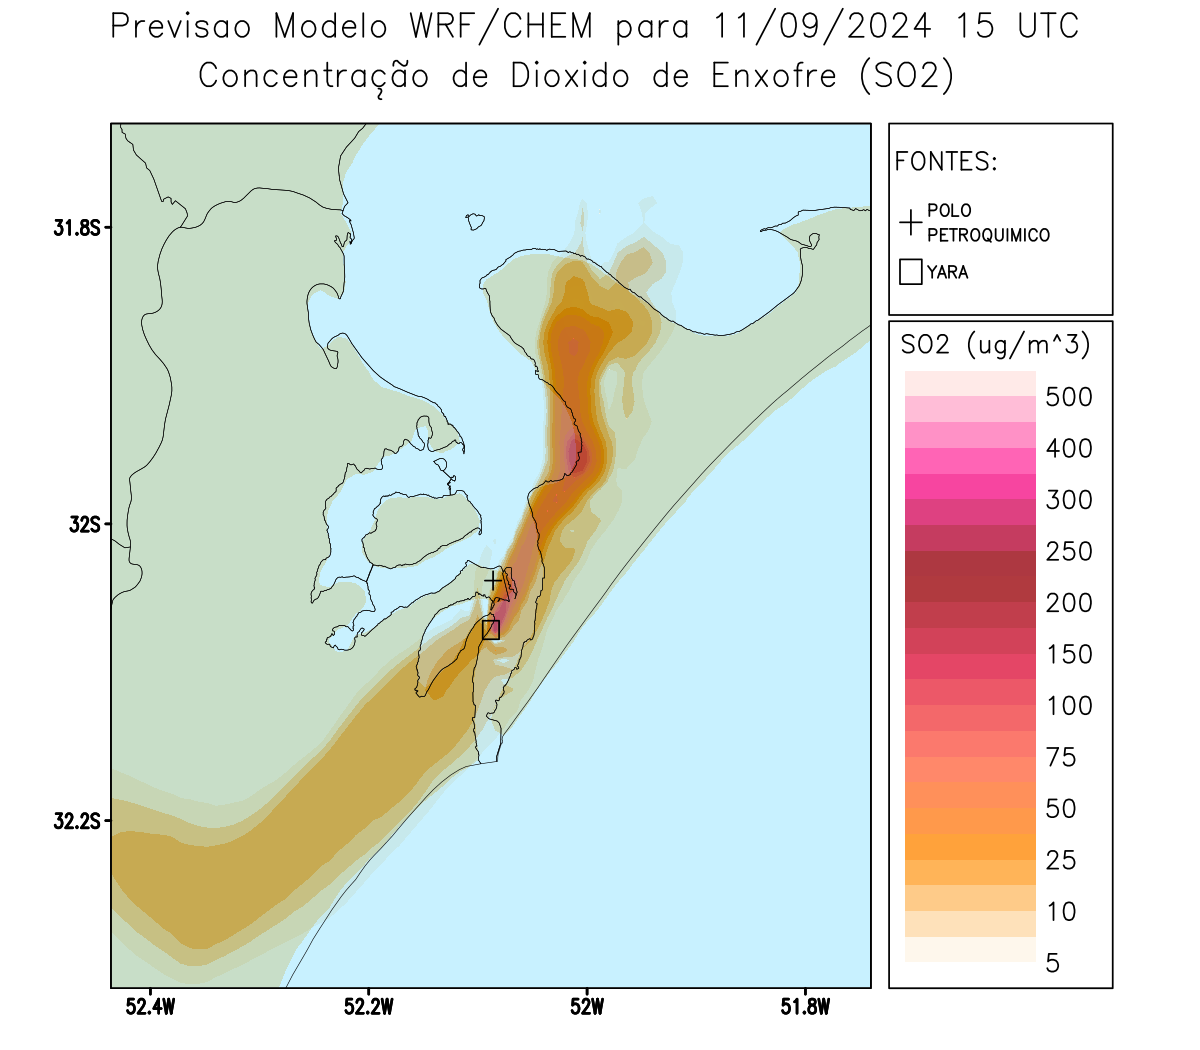 Previsao Modelo WRF/CHEM para 11/09/2024 15 UTC
Concentração de Dioxido de Enxofre (SO2)
FONTES:
POLO
PETROQUIMICO
YARA
SO2 (ug/m^3)
500
400
300
250
200
150
100
75
50
25
10
5
31.8S
32S
32.2S
52.4W
52.2W
52W
51.8W